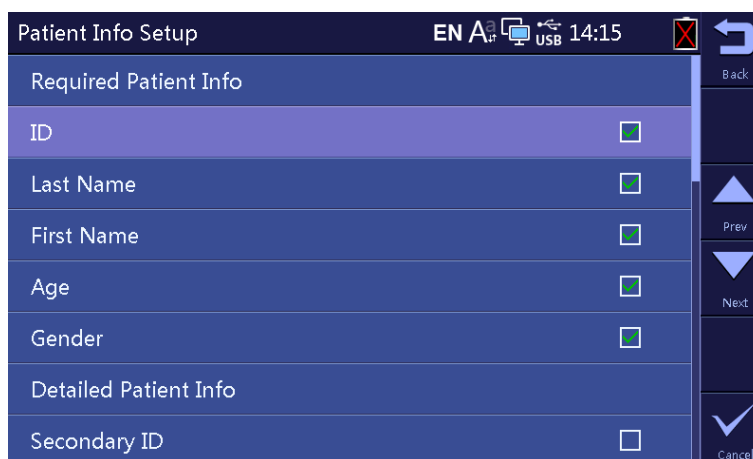 Patient Info Setup EN Aa USB 14:15
Back
Required Patient Info
ID
Last Name
First Name
Prev
Age
Next
Gender
Detailed Patient Info
Secondary ID
Cancel